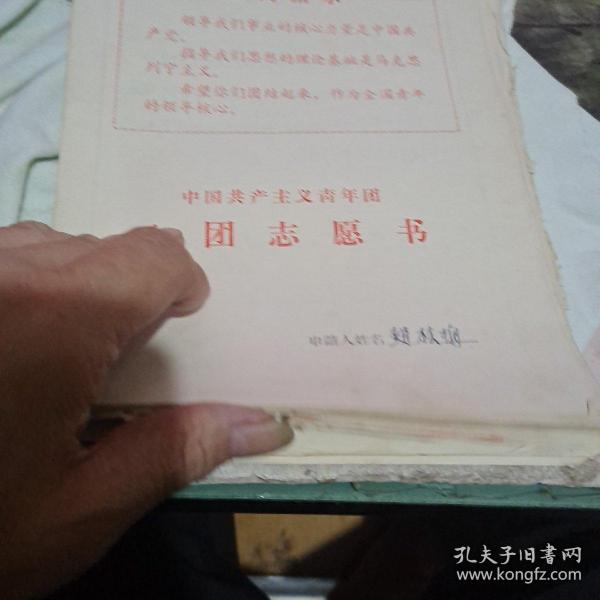 领导我们事业的核心力量是中国共
产党。
指导我们思想的理论基础是马克思
列宁主义。
希望你们团结起来，作为全国青年
的领导核心。
中国共产主义青年团
团志愿书
申請人姓名
孔夫子旧书网
www.kongfz.com